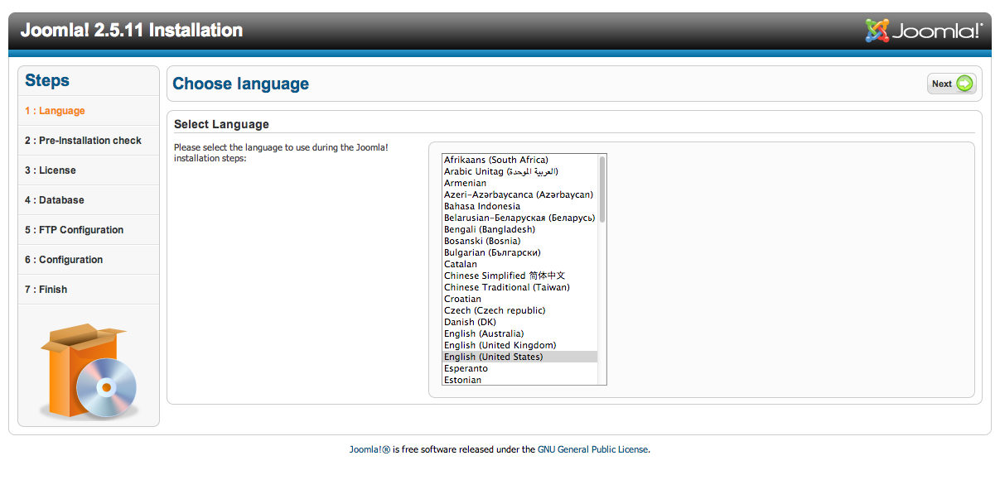 Joomla! 2.5.11 Installation
Joomla!®
Steps
1 : Language
2 : Pre-Installation check
3 : License
4 : Database
5 : FTP Configuration
6 : Configuration
7 : Finish
Choose language
Next
Select Language
Please select the language to use during the Joomla!
installation steps:
Afrikaans (South Africa)
Arabic Unitag (العربية الموحدة)
Armenian
Azeri-Azərbaycanca (Azərbaycan)
Bahasa Indonesia
Belarusian-Беларуская (Беларусь)
Bengali (Bangladesh)
Bosanski (Bosnia)
Bulgarian (Български)
Catalan
Chinese Simplified 简体中文
Chinese Traditional (Taiwan)
Croatian
Czech (Czech republic)
Danish (DK)
English (Australia)
English (United Kingdom)
English (United States)
Esperanto
Estonian
Joomla!® is free software released under the GNU General Public License.